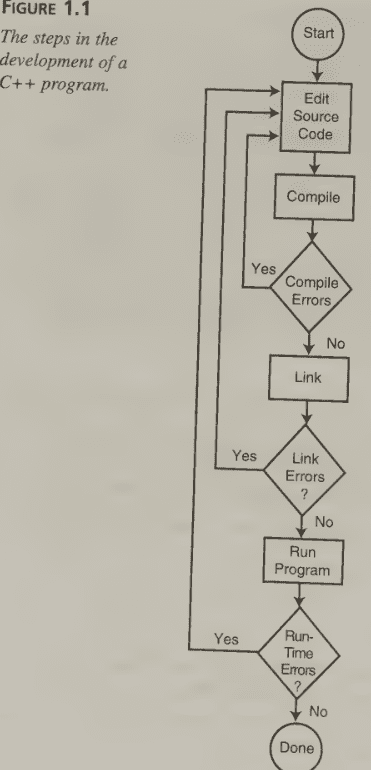 FIGURE 1.1
The steps in the
development of a
C++ program.
Start
Edit
Source
Code
Compile
Yes
Compile
Errors
No
Link
Yes
Link
Errors
?
No
Run
Program
Yes
Run-
Time
Errors
?
No
Done